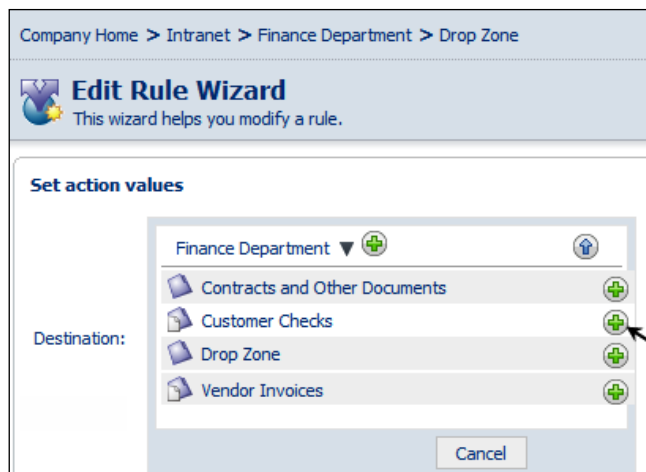 Company Home > Intranet > Finance Department > Drop Zone
Edit Rule Wizard
This wizard helps you modify a rule.
Set action values
Finance Department
Contracts and Other Documents
Customer Checks
Destination:
Drop Zone
Vendor Invoices
Cancel